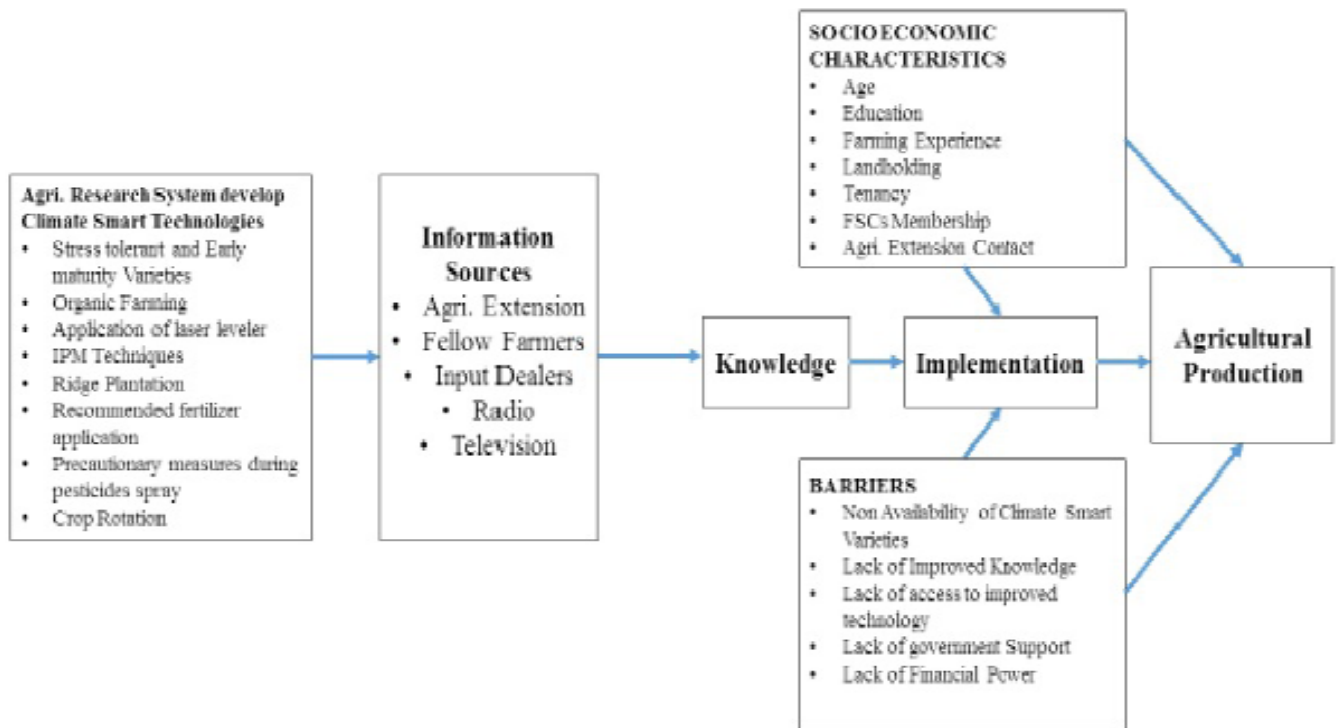 Agri. Research System develop
Climate Smart Technologies
• Stress tolerant and Early
maturity Varieties
• Organic Farming
• Application of laser leveler
• IPM Techniques
• Ridge Plantation
• Recommended fertilizer
application
• Precautionary measures during
pesticides spray
• Crop Rotation
Information
Sources
• Agri. Extension
• Fellow Farmers
• Input Dealers
• Radio
• Television
Knowledge
SOCIO ECONOMIC
CHARACTERISTICS
• Age
• Education
• Farming Experience
• Landholding
• Tenancy
• FSCs Membership
• Agri. Extension Contact
Implementation
BARRIERS
• Non Availability of Climate Smart
Varieties
• Lack of Improved Knowledge
• Lack of access to improved
technology
• Lack of government Support
• Lack of Financial Power
Agricultural
Production